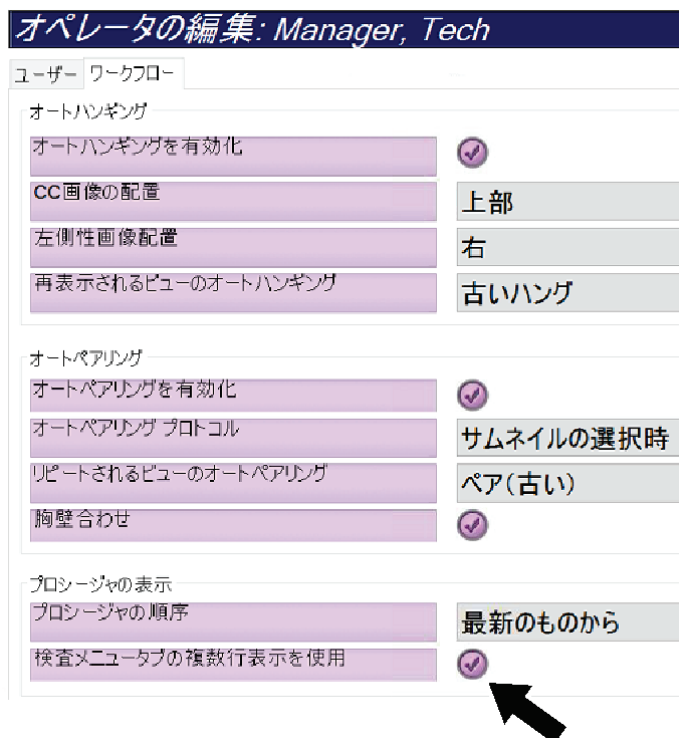 オペレータの編集: Manager, Tech
ユーザー ワークフロー
オートハンギング
オートハンギングを有効化
CC画像の配置 上部
左側性画像配置 右
再表示されるビューのオートハンギング 古いハング
オートペアリング
オートペアリングを有効化
オートペアリング プロトコル サムネイルの選択時
リピートされるビューのオートペアリング ペア(古い)
胸壁合わせ
プロシージャの表示
プロシージャの順序 最新のものから
検査メニュータブの複数行表示を使用